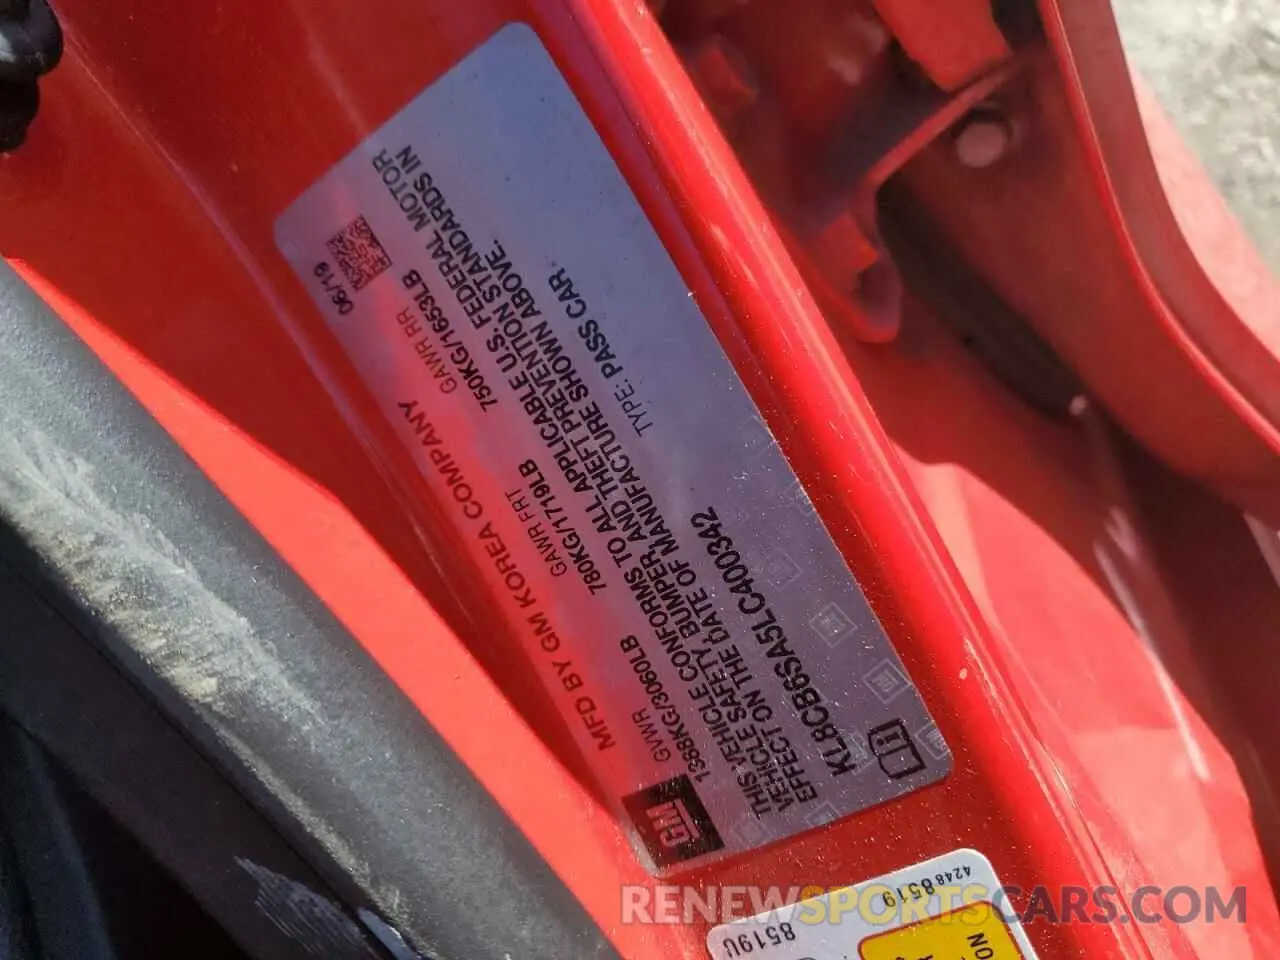 MFD BY GM KOREA COMPANY 06/19
GM GVWR GAWR FRT GAWR RR
1388KG/3060LB 780KG/1719LB 750KG/1653LB
THIS VEHICLE CONFORMS TO ALL APPLICABLE U.S. FEDERAL MOTOR
VEHICLE SAFETY, BUMPER, AND THEFT PREVENTION STANDARDS IN
EFFECT ON THE DATE OF MANUFACTURE SHOWN ABOVE.
KL8CB6SA5LC400342 TYPE: PASS CAR
42488519
8519U
RENEWSPORTSCARS.COM